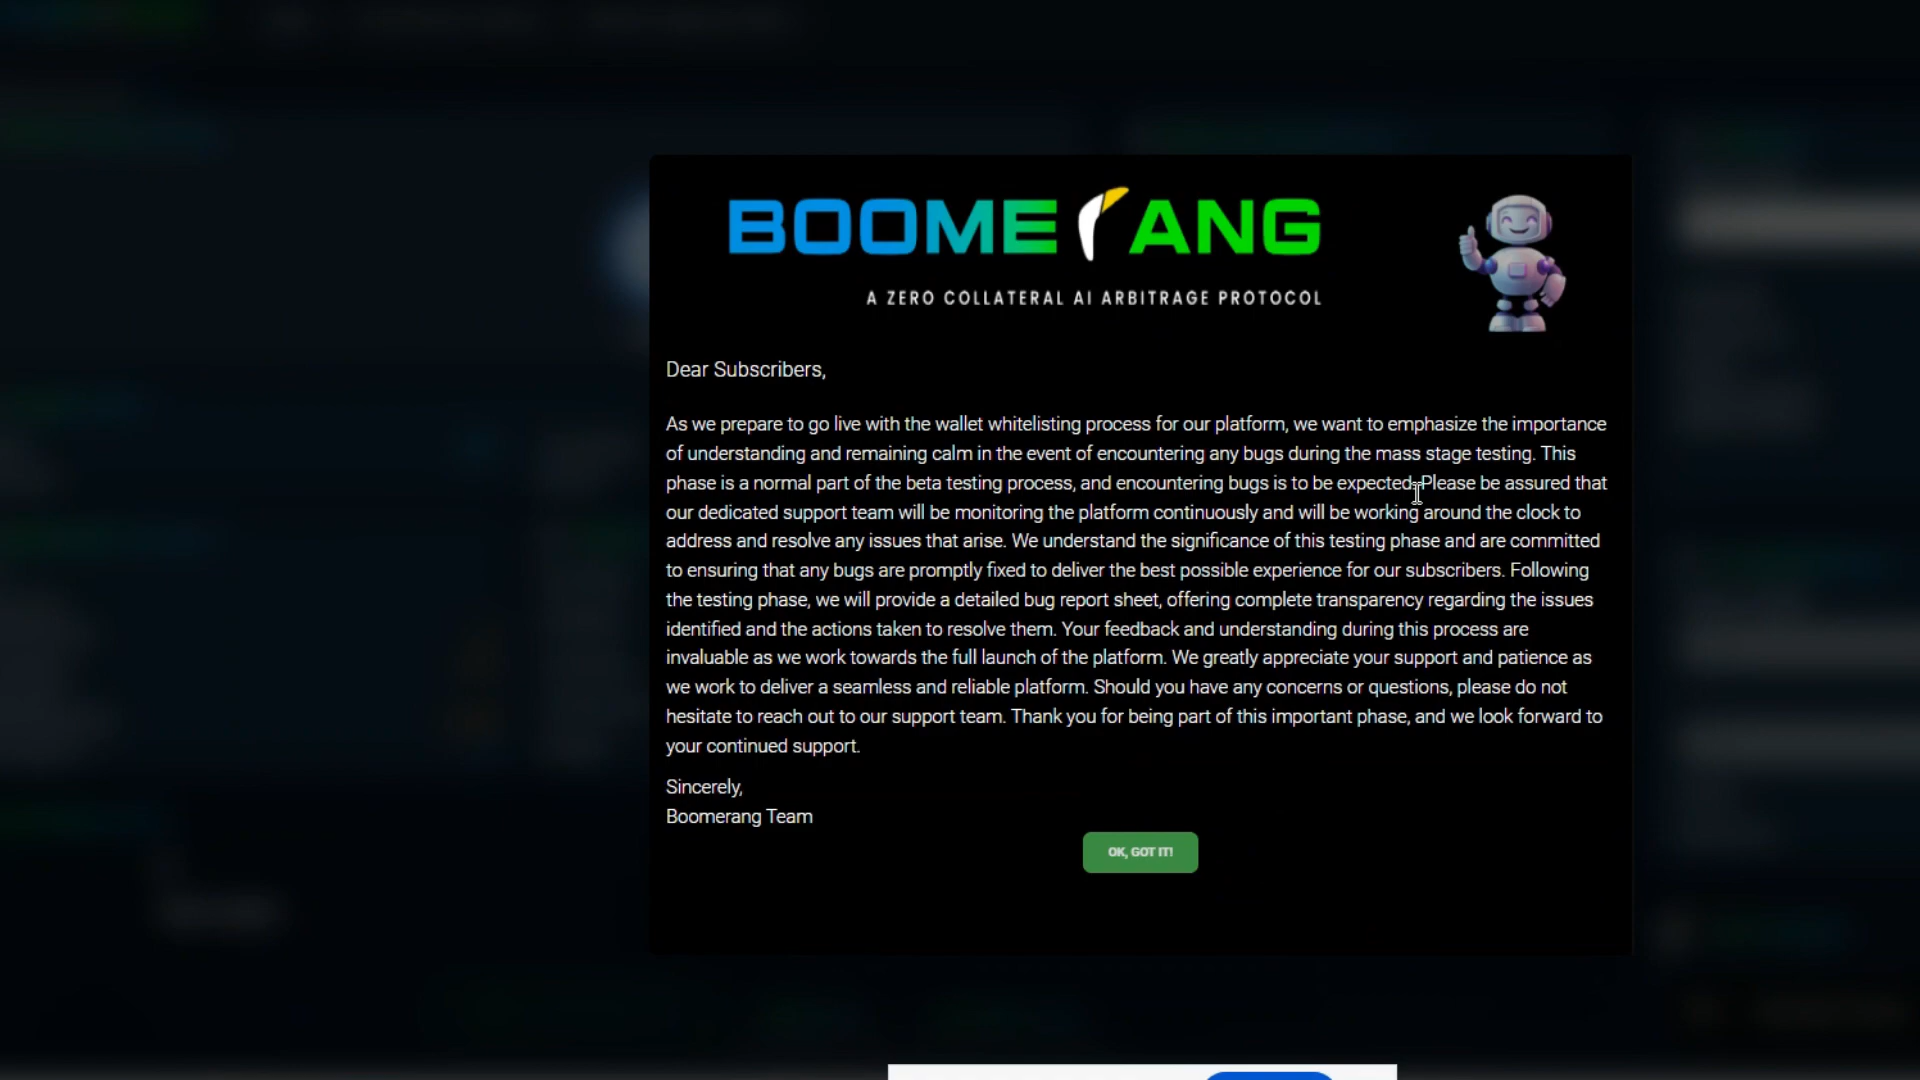 BOOMERANG
A ZERO COLLATERAL AI ARBITRAGE PROTOCOL
Dear Subscribers,
As we prepare to go live with the wallet whitelisting process for our platform, we want to emphasize the importance
of understanding and remaining calm in the event of encountering any bugs during the mass stage testing. This
phase is a normal part of the beta testing process, and encountering bugs is to be expected. Please be assured that
our dedicated support team will be monitoring the platform continuously and will be working around the clock to
address and resolve any issues that arise. We understand the significance of this testing phase and are committed
to ensuring that any bugs are promptly fixed to deliver the best possible experience for our subscribers. Following
the testing phase, we will provide a detailed bug report sheet, offering complete transparency regarding the issues
identified and the actions taken to resolve them. Your feedback and understanding during this process are
invaluable as we work towards the full launch of the platform. We greatly appreciate your support and patience as
we work to deliver a seamless and reliable platform. Should you have any concerns or questions, please do not
hesitate to reach out to our support team. Thank you for being part of this important phase, and we look forward to
your continued support.
Sincerely,
Boomerang Team
OK, GOT IT!